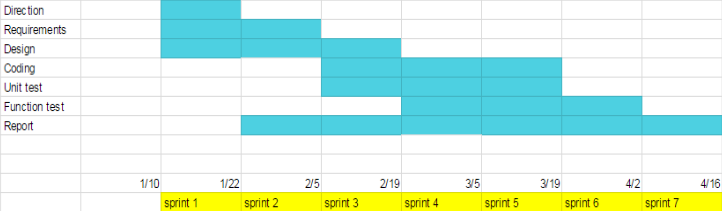 Direction
Requirements
Design
Coding
Unit test
Function test
Report
1/10 1/22 2/5 2/19 3/5 3/19 4/2 4/16
sprint 1 sprint 2 sprint 3 sprint 4 sprint 5 sprint 6 sprint 7